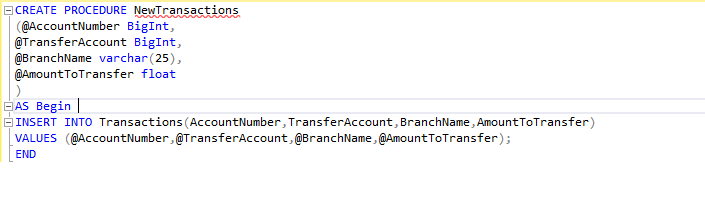 CREATE PROCEDURE NewTransactions
(@AccountNumber BigInt,
@TransferAccount BigInt,
@BranchName varchar(25),
@AmountToTransfer float
)
AS Begin
INSERT INTO Transactions(AccountNumber,TransferAccount,BranchName,AmountToTransfer)
VALUES (@AccountNumber,@TransferAccount,@BranchName,@AmountToTransfer);
END